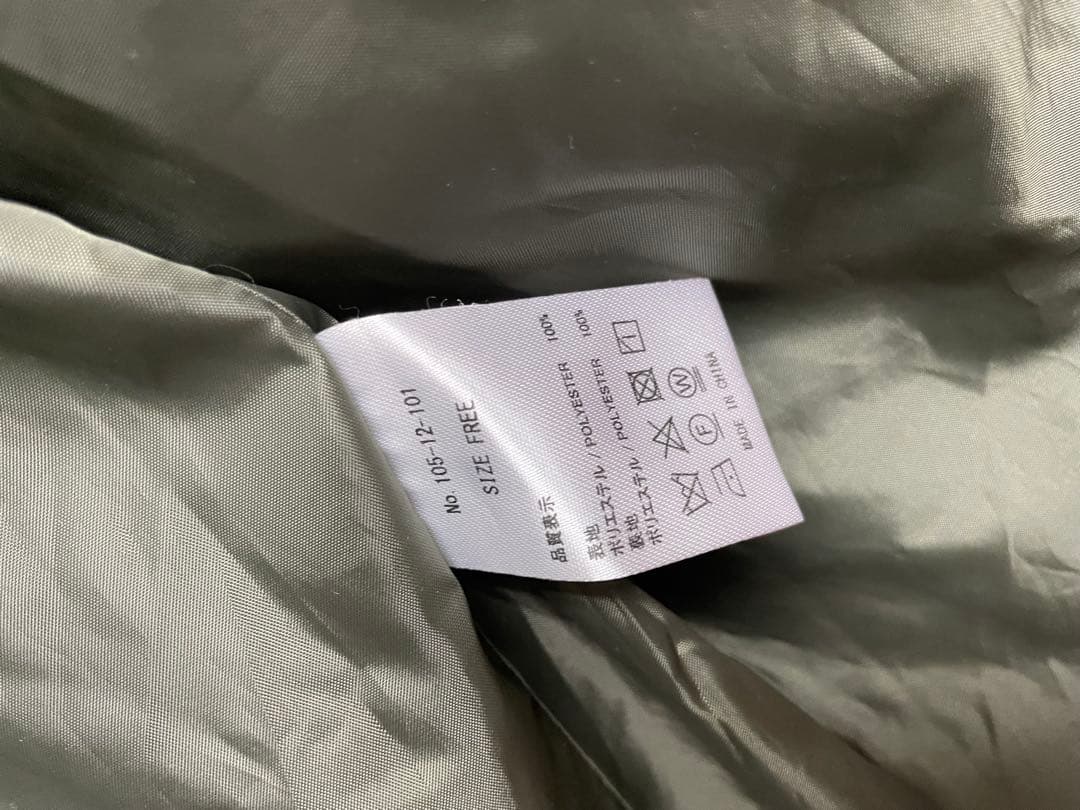 No. 105-12-101
SIZE FREE
品質表示
表地
ポリエステル / POLYESTER 100%
裏地
ポリエステル / POLYESTER 100%
W
F
MADE IN CHINA